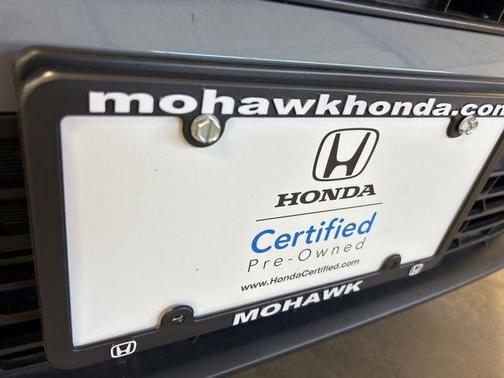 mohawkhonda.com
HONDA
Certified
Pre-Owned
www.HondaCertified.com
MOHAWK